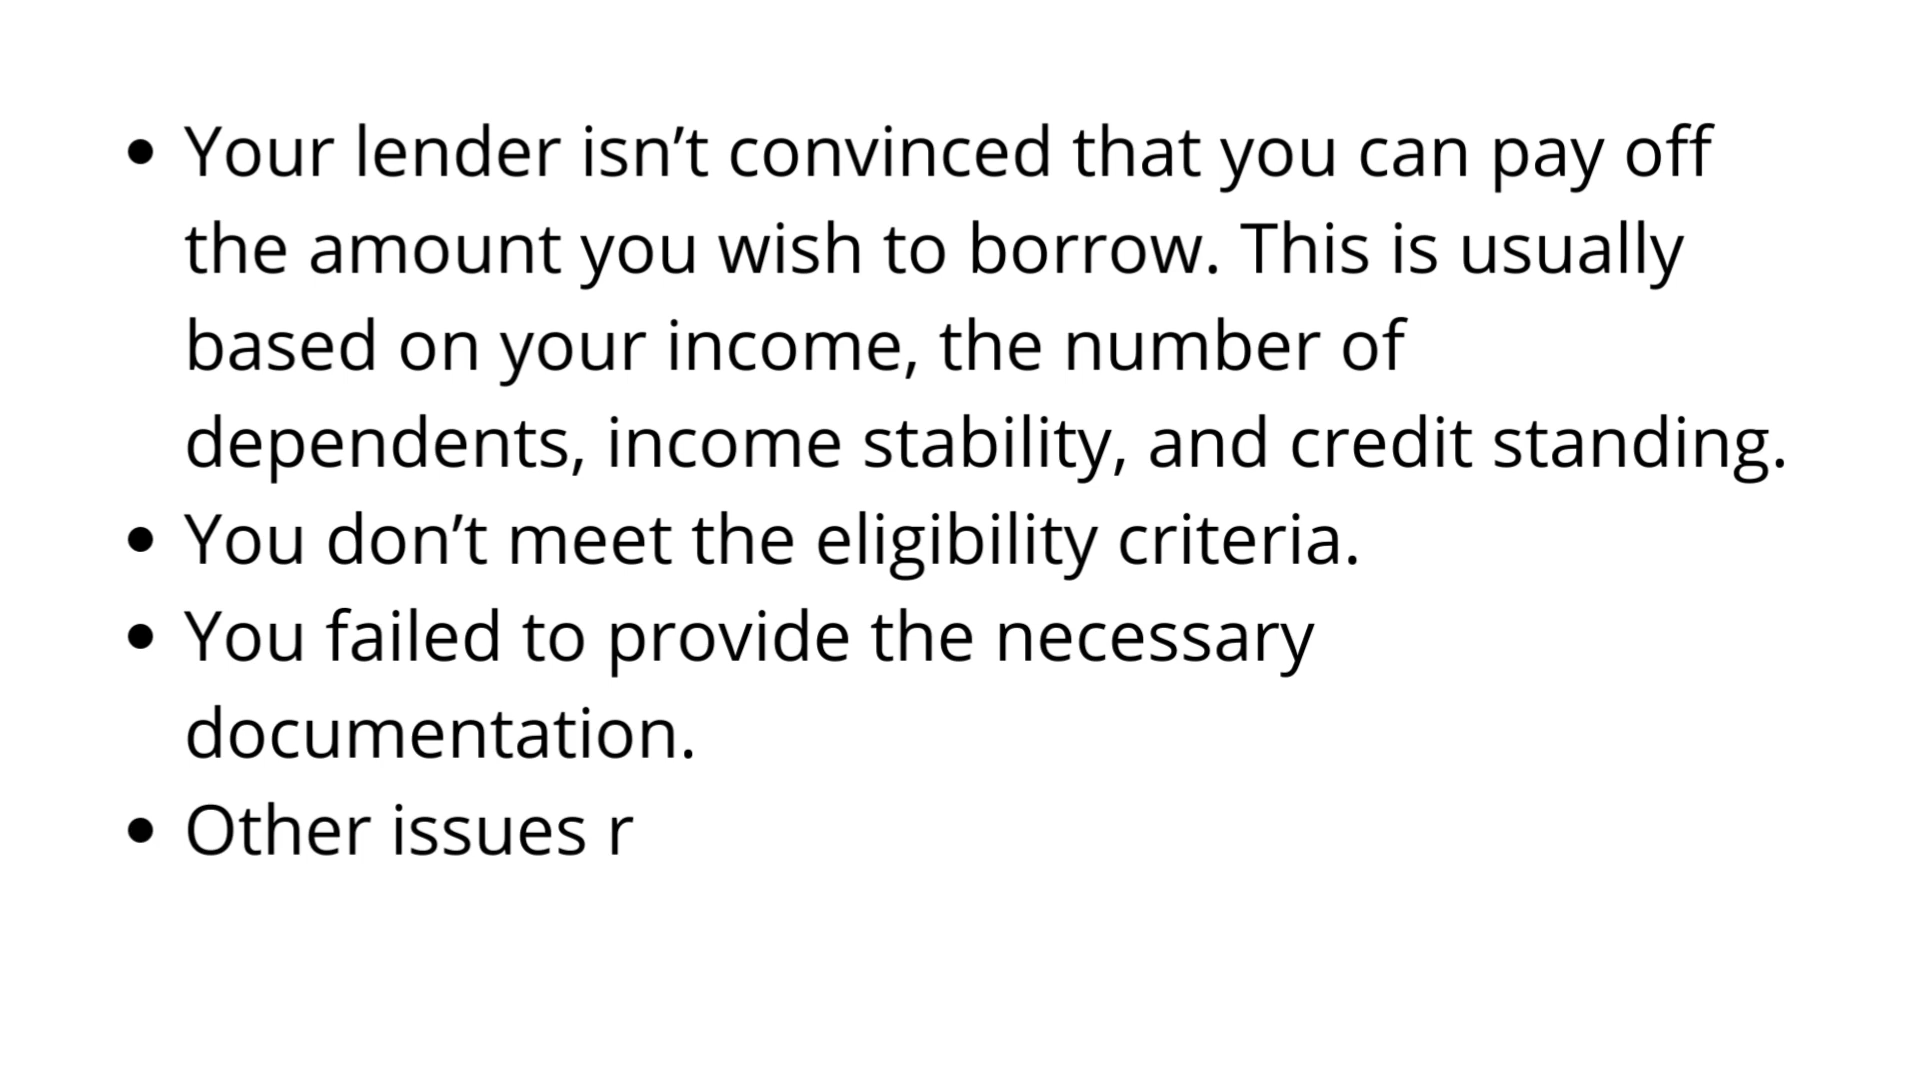 • Your lender isn’t convinced that you can pay off
the amount you wish to borrow. This is usually
based on your income, the number of
dependents, income stability, and credit standing.
• You don’t meet the eligibility criteria.
• You failed to provide the necessary
documentation.
• Other issues r